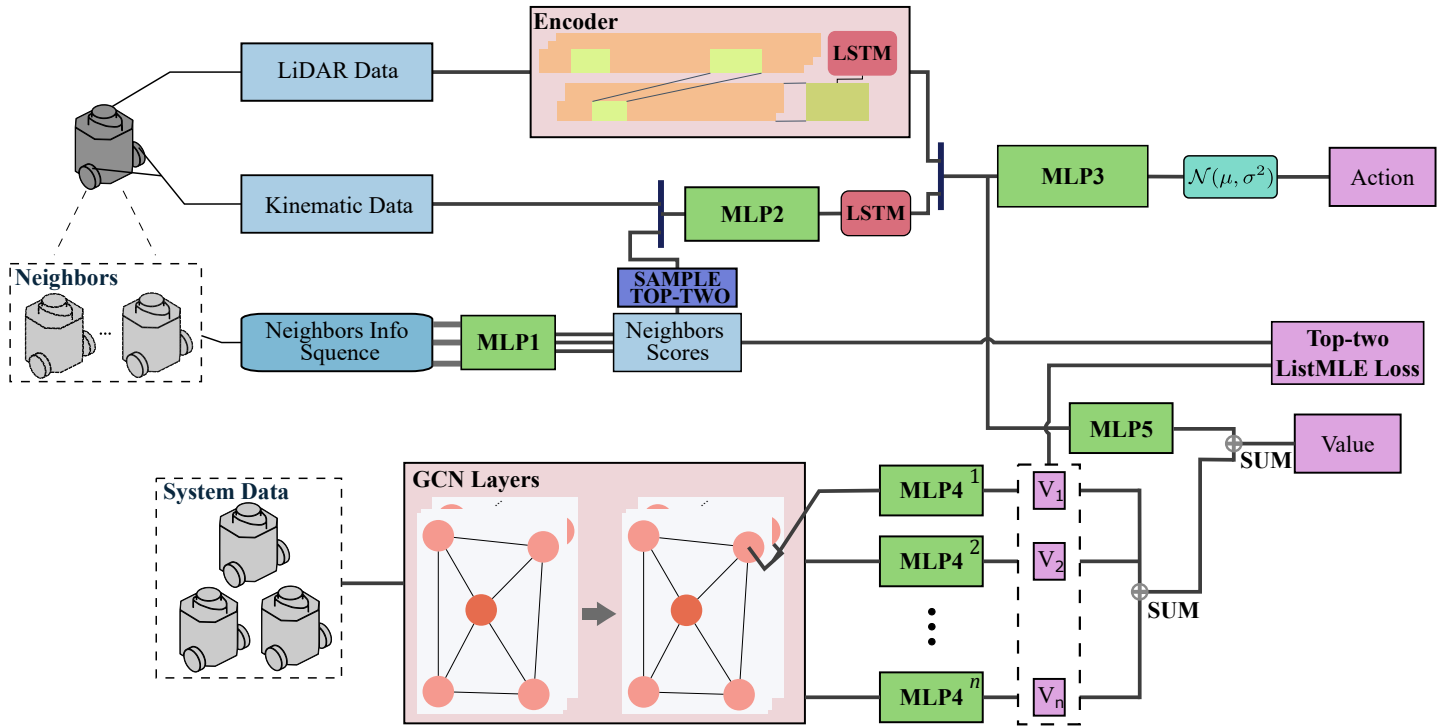 Encoder
LiDAR Data
LSTM
MLP3
𝒩(μ, σ²)
Action
Kinematic Data
MLP2
LSTM
Neighbors
...
SAMPLE
TOP-TWO
Neighbors Info
Squence
MLP1
Neighbors
Scores
Top-two
ListMLE Loss
MLP5
SUM
Value
System Data
GCN Layers
...
...
MLP4 1
V1
MLP4 2
V2
SUM
MLP4 n
Vn